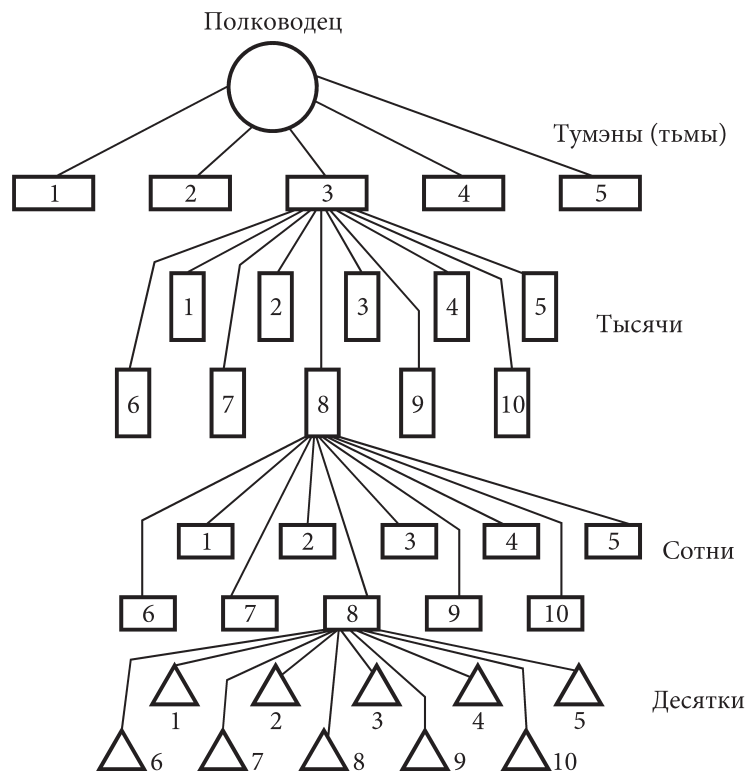 Полководец
Тумэны (тьмы)
1 2 3 4 5
1 2 3 4 5
Тысячи
6 7 8 9 10
1 2 3 4 5
Сотни
6 7 8 9 10
Десятки
1 2 3 4 5
6 7 8 9 10